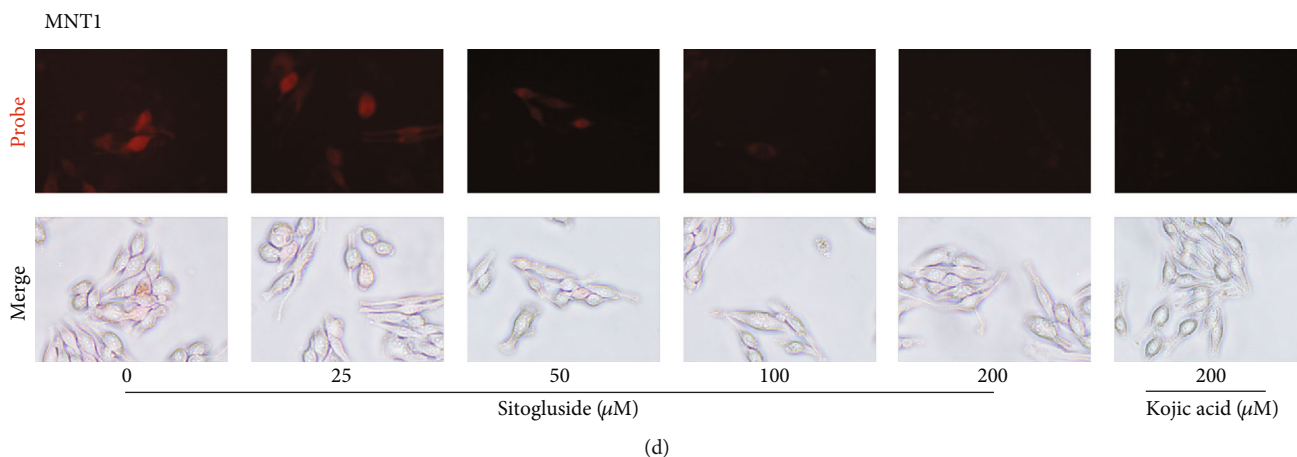 MNT1
Probe
Merge
0 25 50 100 200 200
Sitogluside (μM) Kojic acid (μM)
(d)